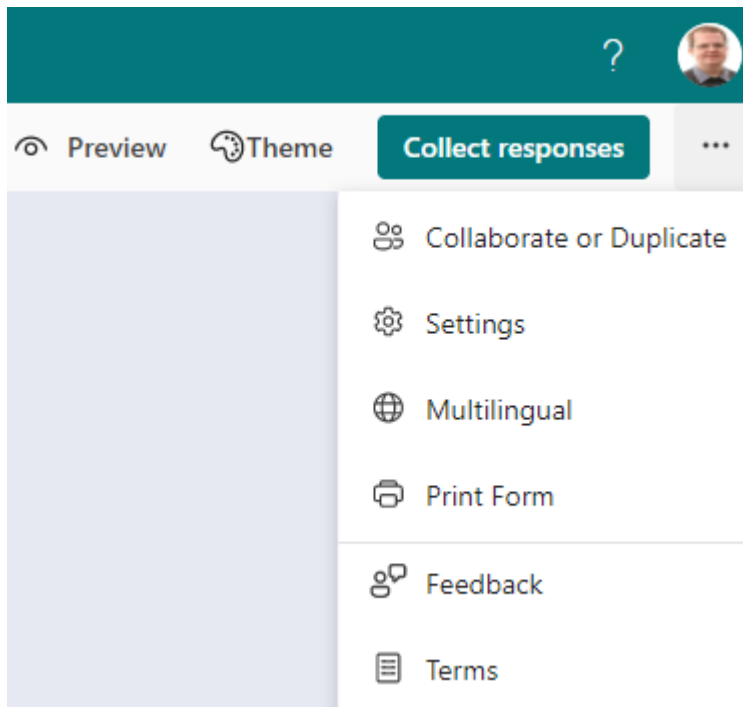 ?
Preview Theme Collect responses ...
Collaborate or Duplicate
Settings
Multilingual
Print Form
Feedback
Terms